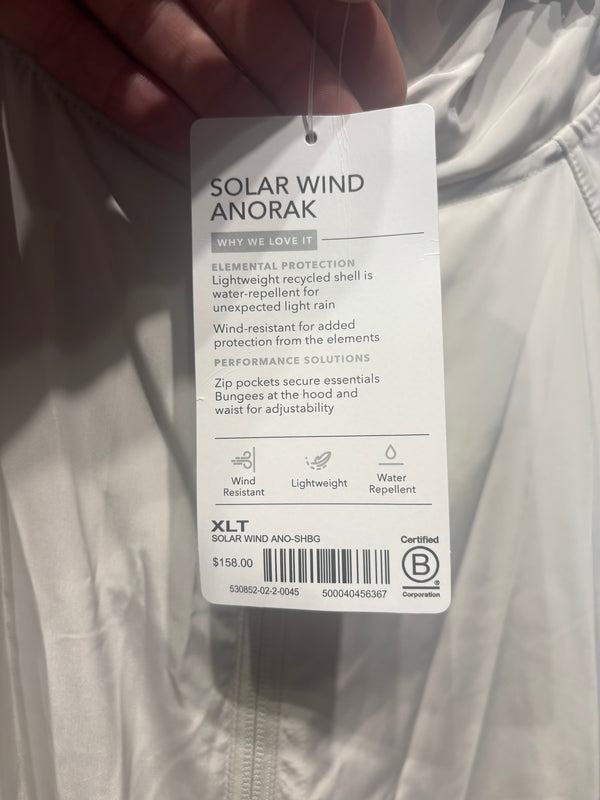 SOLAR WIND
ANORAK
WHY WE LOVE IT
ELEMENTAL PROTECTION
Lightweight recycled shell is
water-repellent for
unexpected light rain
Wind-resistant for added
protection from the elements
PERFORMANCE SOLUTIONS
Zip pockets secure essentials
Bungees at the hood and
waist for adjustability
Wind
Resistant
Lightweight
Water
Repellent
XLT
SOLAR WIND ANO-SHBG
$158.00
530852-02-2-0045 500040456367
Certified
B
®
Corporation